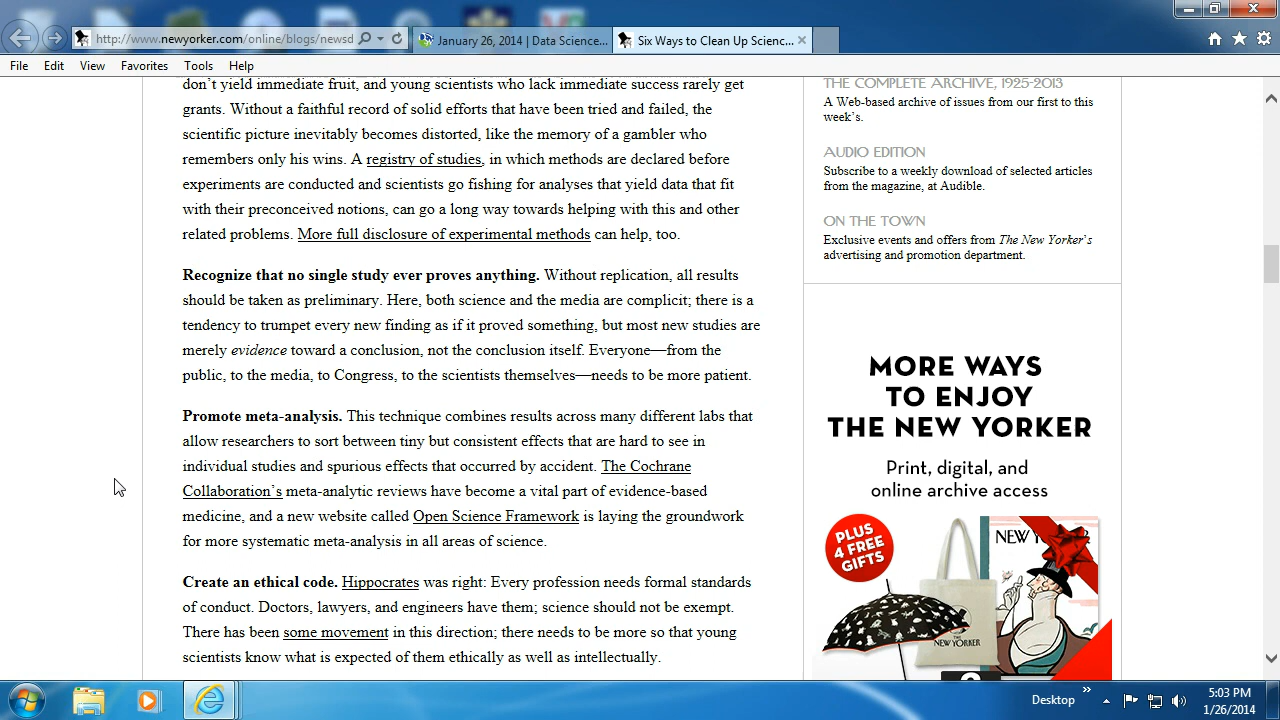 http://www.newyorker.com/online/blogs/newsd
January 26, 2014 | Data Science...
Six Ways to Clean Up Scienc...
File Edit View Favorites Tools Help
don't yield immediate fruit, and young scientists who lack immediate success rarely get
grants. Without a faithful record of solid efforts that have been tried and failed, the
scientific picture inevitably becomes distorted, like the memory of a gambler who
remembers only his wins. A registry of studies, in which methods are declared before
experiments are conducted and scientists go fishing for analyses that yield data that fit
with their preconceived notions, can go a long way towards helping with this and other
related problems. More full disclosure of experimental methods can help, too.
Recognize that no single study ever proves anything. Without replication, all results
should be taken as preliminary. Here, both science and the media are complicit; there is a
tendency to trumpet every new finding as if it proved something, but most new studies are
merely evidence toward a conclusion, not the conclusion itself. Everyone—from the
public, to the media, to Congress, to the scientists themselves—needs to be more patient.
Promote meta-analysis. This technique combines results across many different labs that
allow researchers to sort between tiny but consistent effects that are hard to see in
individual studies and spurious effects that occurred by accident. The Cochrane
Collaboration's meta-analytic reviews have become a vital part of evidence-based
medicine, and a new website called Open Science Framework is laying the groundwork
for more systematic meta-analysis in all areas of science.
Create an ethical code. Hippocrates was right: Every profession needs formal standards
of conduct. Doctors, lawyers, and engineers have them; science should not be exempt.
There has been some movement in this direction; there needs to be more so that young
scientists know what is expected of them ethically as well as intellectually.
THE COMPLETE ARCHIVE, 1925-2013
A Web-based archive of issues from our first to this
week's.
AUDIO EDITION
Subscribe to a weekly download of selected articles
from the magazine, at Audible.
ON THE TOWN
Exclusive events and offers from The New Yorker's
advertising and promotion department.
MORE WAYS
TO ENJOY
THE NEW YORKER
Print, digital, and
online archive access
PLUS
4 FREE
GIFTS
THE
NEW YORKER
NEW Y
Desktop
5:03 PM
1/26/2014